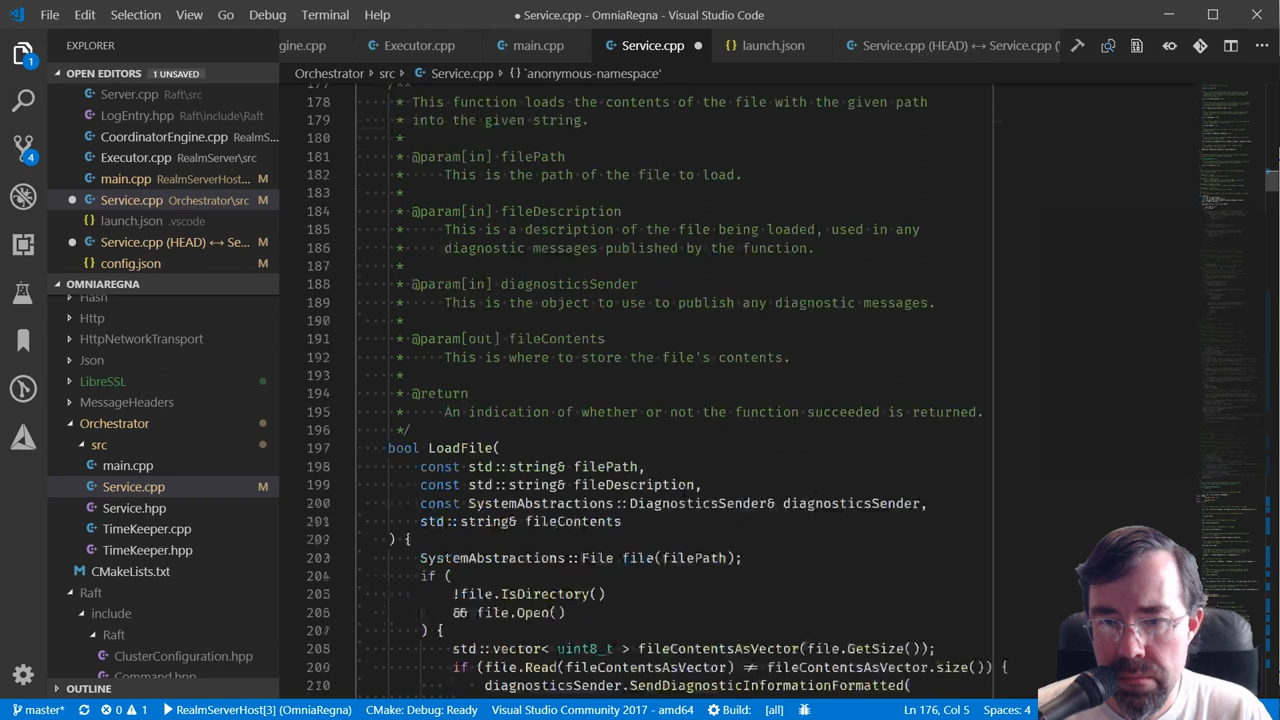 File Edit Selection View Go Debug Terminal Help
● Service.cpp - OmniaRegna - Visual Studio Code
EXPLORER
gine.cpp Executor.cpp main.cpp Service.cpp launch.json Service.cpp (HEAD) ↔ Service.cpp (
Orchestrator › src › Service.cpp › {} `anonymous-namespace'
OPEN EDITORS 1 UNSAVED
Server.cpp Raft\src
LogEntry.hpp Raft\include\Raft
CoordinatorEngine.cpp RealmS...
Executor.cpp RealmServer\src
main.cpp RealmServerHost... M
Service.cpp Orchestrator\src
launch.json .vscode
Service.cpp (HEAD) ↔ Se... M
config.json M
OMNIAREGNA
Hash
Http
HttpNetworkTransport
Json
LibreSSL
MessageHeaders
Orchestrator
src
main.cpp
Service.cpp M
Service.hpp
TimeKeeper.cpp
TimeKeeper.hpp
CMakeLists.txt
Raft
include
Raft
ClusterConfiguration.hpp
Command.hpp
OUTLINE
177 /**
178 * This function loads the contents of the file with the given path
179 * into the given string.
180 *
181 * @param[in] filePath
182 * This is the path of the file to load.
183 *
184 * @param[in] fileDescription
185 * This is a description of the file being loaded, used in any
186 * diagnostic messages published by the function.
187 *
188 * @param[in] diagnosticsSender
189 * This is the object to use to publish any diagnostic messages.
190 *
191 * @param[out] fileContents
192 * This is where to store the file's contents.
193 *
194 * @return
195 * An indication of whether or not the function succeeded is returned.
196 */
197 bool LoadFile(
198 const std::string& filePath,
199 const std::string& fileDescription,
200 const SystemAbstractions::DiagnosticsSender& diagnosticsSender,
std::string& fileContents
) {
SystemAbstractions::File file(filePath);
204 if (
205 !file.IsDirectory()
&& file.Open()
) {
208 std::vector< uint8_t > fileContentsAsVector(file.GetSize());
209 if (file.Read(fileContentsAsVector) ≠ fileContentsAsVector.size()) {
210 diagnosticsSender.SendDiagnosticInformationFormatted(
master* 0 1 RealmServerHost[3] (OmniaRegna) CMake: Debug: Ready Visual Studio Community 2017 - amd64 Build: [all] Ln 176, Col 5 Spaces: 4
1
4